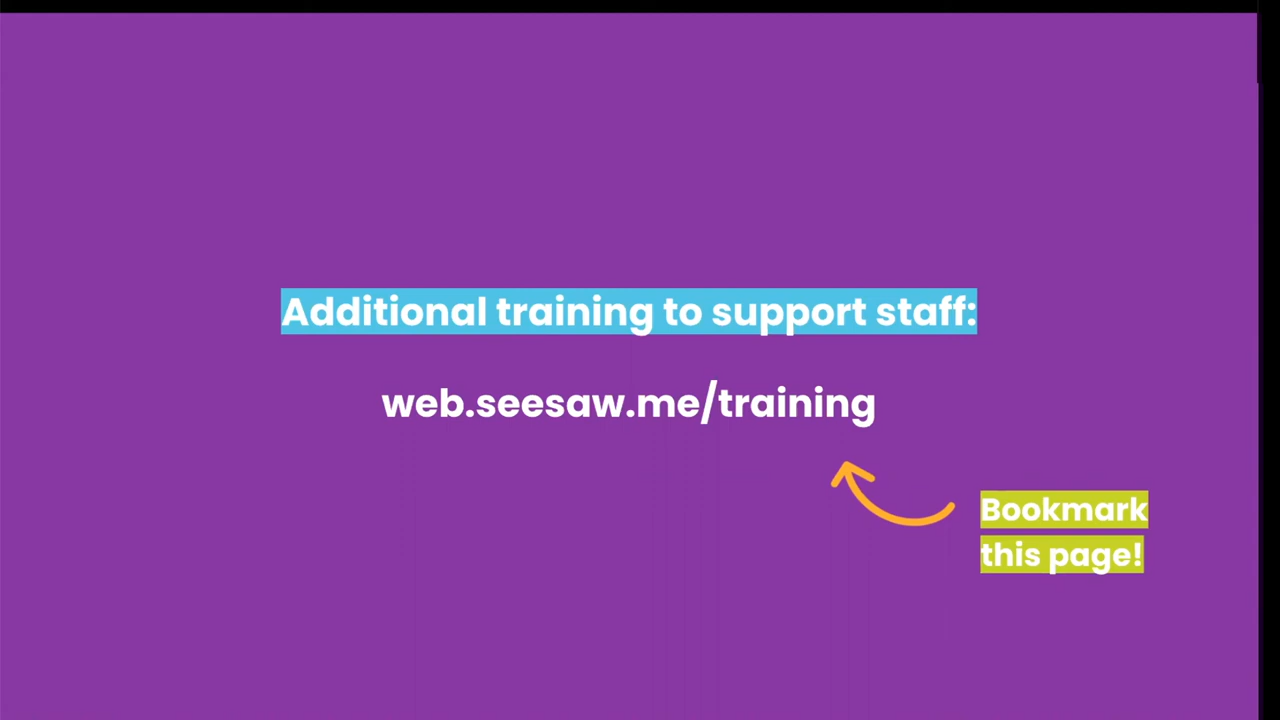 Additional training to support staff:
web.seesaw.me/training
Bookmark
this page!